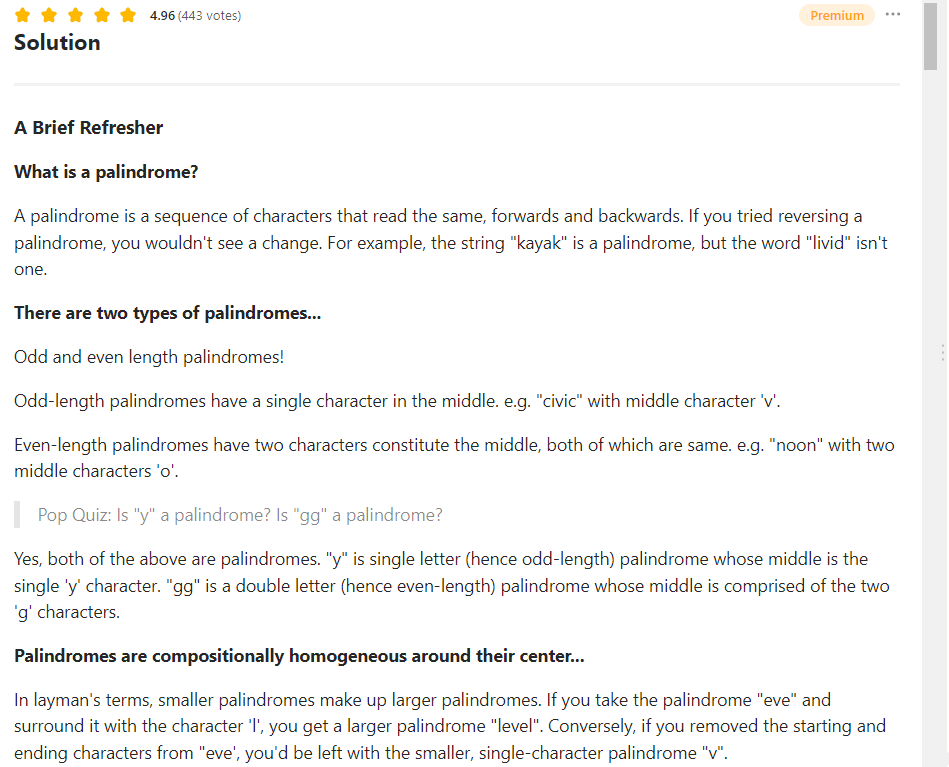 4.96 (443 votes)
Premium
Solution
A Brief Refresher
What is a palindrome?
A palindrome is a sequence of characters that read the same, forwards and backwards. If you tried reversing a
palindrome, you wouldn't see a change. For example, the string "kayak" is a palindrome, but the word "livid" isn't
one.
There are two types of palindromes...
Odd and even length palindromes!
Odd-length palindromes have a single character in the middle. e.g. "civic" with middle character 'v'.
Even-length palindromes have two characters constitute the middle, both of which are same. e.g. "noon" with two
middle characters 'o'.
Pop Quiz: Is "y" a palindrome? Is "gg" a palindrome?
Yes, both of the above are palindromes. "y" is single letter (hence odd-length) palindrome whose middle is the
single 'y' character. "gg" is a double letter (hence even-length) palindrome whose middle is comprised of the two
'g' characters.
Palindromes are compositionally homogeneous around their center...
In layman's terms, smaller palindromes make up larger palindromes. If you take the palindrome "eve" and
surround it with the character 'l', you get a larger palindrome "level". Conversely, if you removed the starting and
ending characters from "eve', you'd be left with the smaller, single-character palindrome "v".